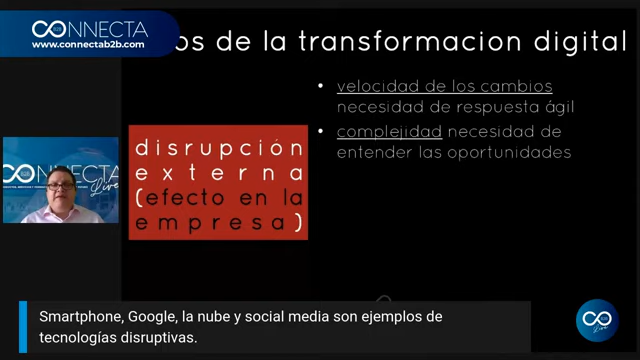 CONNECTA
www.connectab2b.com
os de la transformacion digital
• velocidad de los cambios
necesidad de respuesta ágil
• complejidad necesidad de
entender las oportunidades
disrupción
externa
(efecto en la
empresa)
CONNECTA
Live
Smartphone, Google, la nube y social media son ejemplos de
tecnologías disruptivas.
Live